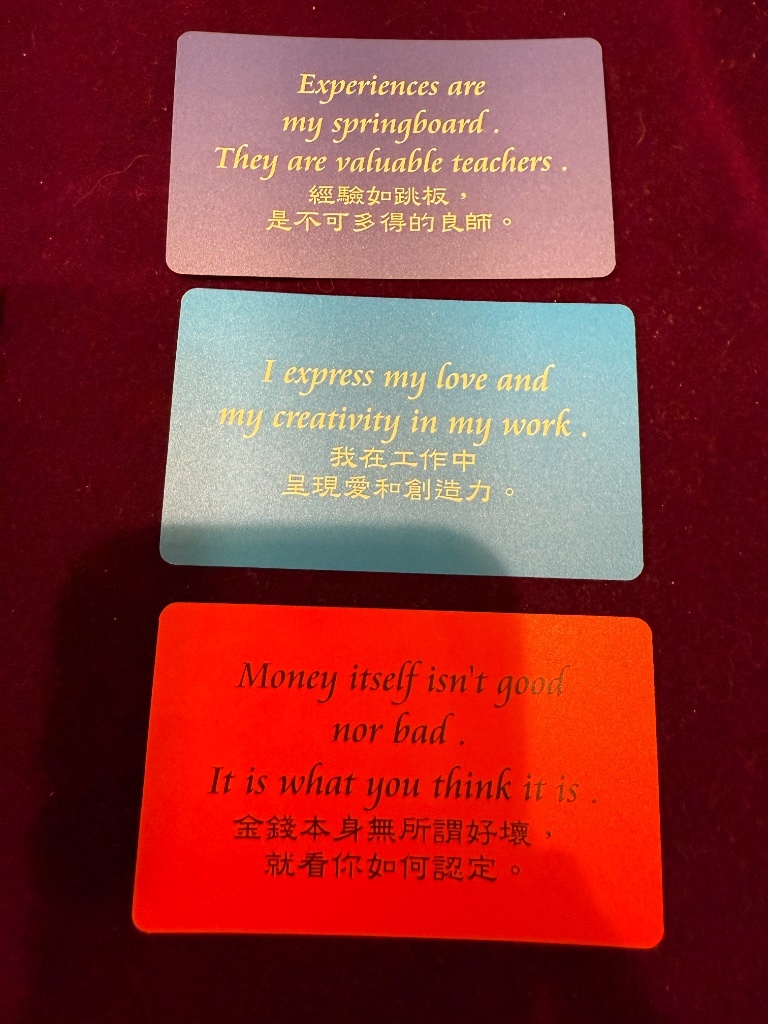 Experiences are
my springboard .
They are valuable teachers .
經驗如跳板，
是不可多得的良師。
I express my love and
my creativity in my work .
我在工作中
呈現愛和創造力。
Money itself isn't good
nor bad .
It is what you think it is .
金錢本身無所謂好壞，
就看你如何認定。